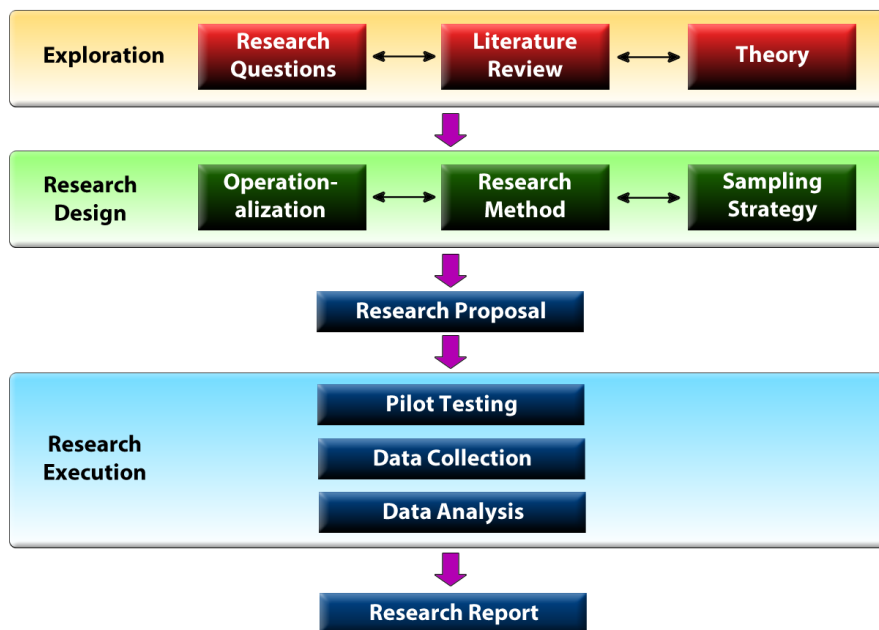 Exploration
Research
Questions
Literature
Review
Theory
Research
Design
Operation-
alization
Research
Method
Sampling
Strategy
Research Proposal
Research
Execution
Pilot Testing
Data Collection
Data Analysis
Research Report